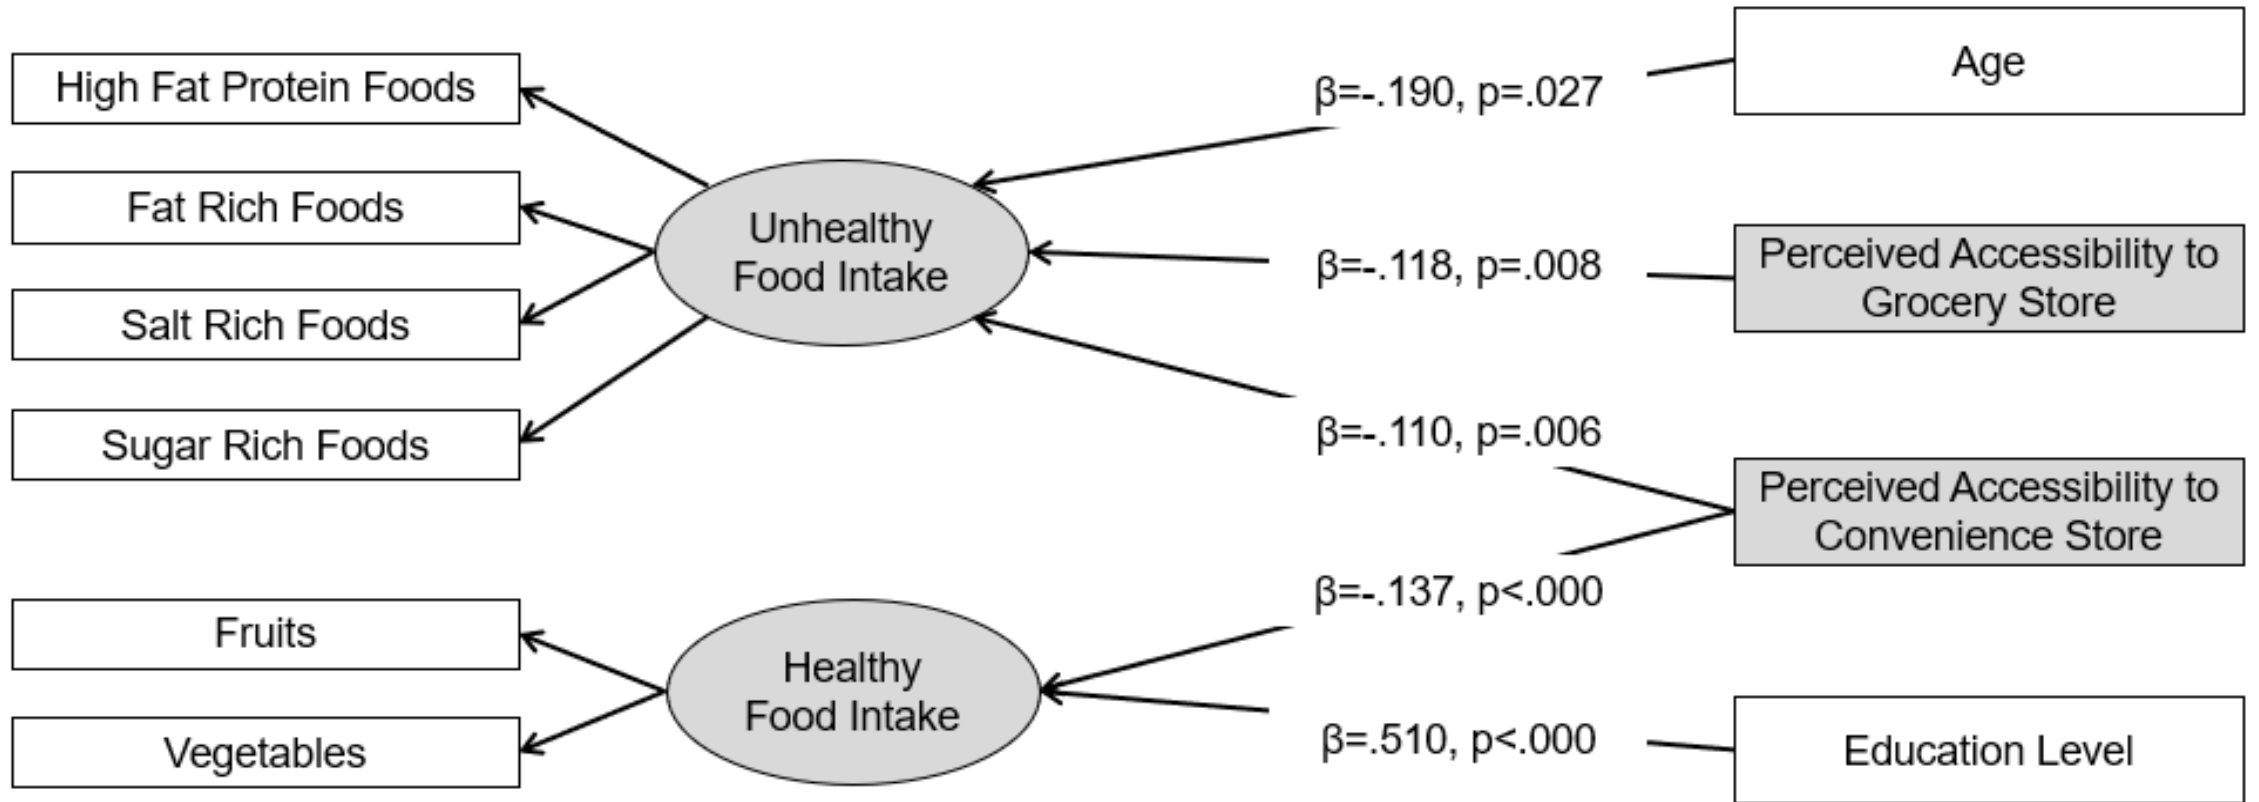 High Fat Protein Foods
Fat Rich Foods
Salt Rich Foods
Sugar Rich Foods
Fruits
Vegetables
Unhealthy
Food Intake
Healthy
Food Intake
β=-.190, p=.027
β=-.118, p=.008
β=-.110, p=.006
β=-.137, p<.000
β=.510, p<.000
Age
Perceived Accessibility to
Grocery Store
Perceived Accessibility to
Convenience Store
Education Level